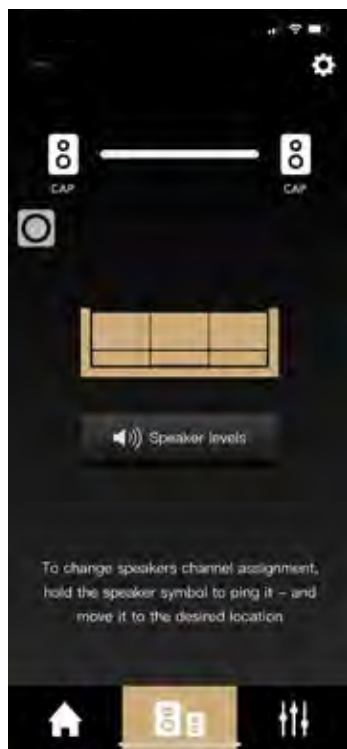 CAP
CAP
Speaker levels
To change speakers channel assignment,
hold the speaker symbol to ping it – and
move it to the desired location